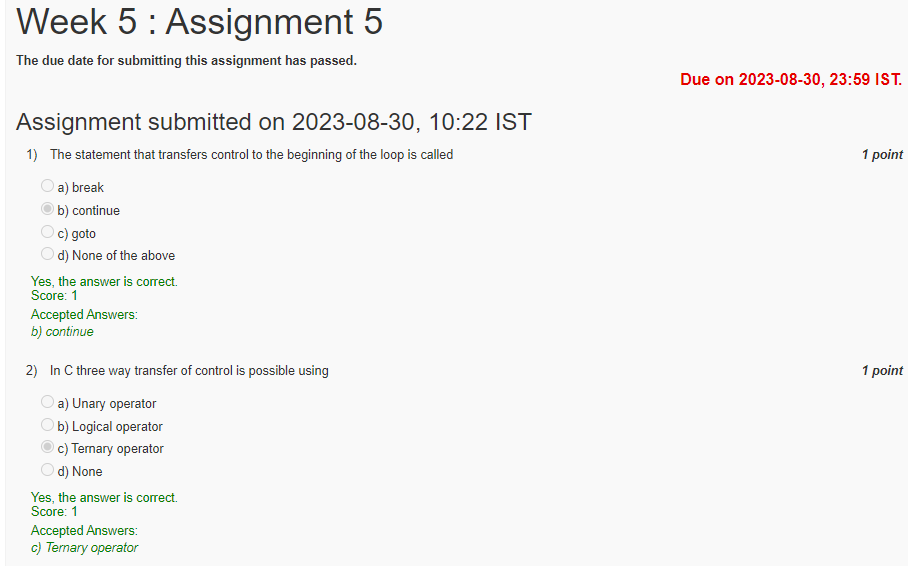 Week 5 : Assignment 5
The due date for submitting this assignment has passed.
Due on 2023-08-30, 23:59 IST.
Assignment submitted on 2023-08-30, 10:22 IST
1) The statement that transfers control to the beginning of the loop is called 1 point
a) break
b) continue
c) goto
d) None of the above
Yes, the answer is correct.
Score: 1
Accepted Answers:
b) continue
2) In C three way transfer of control is possible using 1 point
a) Unary operator
b) Logical operator
c) Ternary operator
d) None
Yes, the answer is correct.
Score: 1
Accepted Answers:
c) Ternary operator